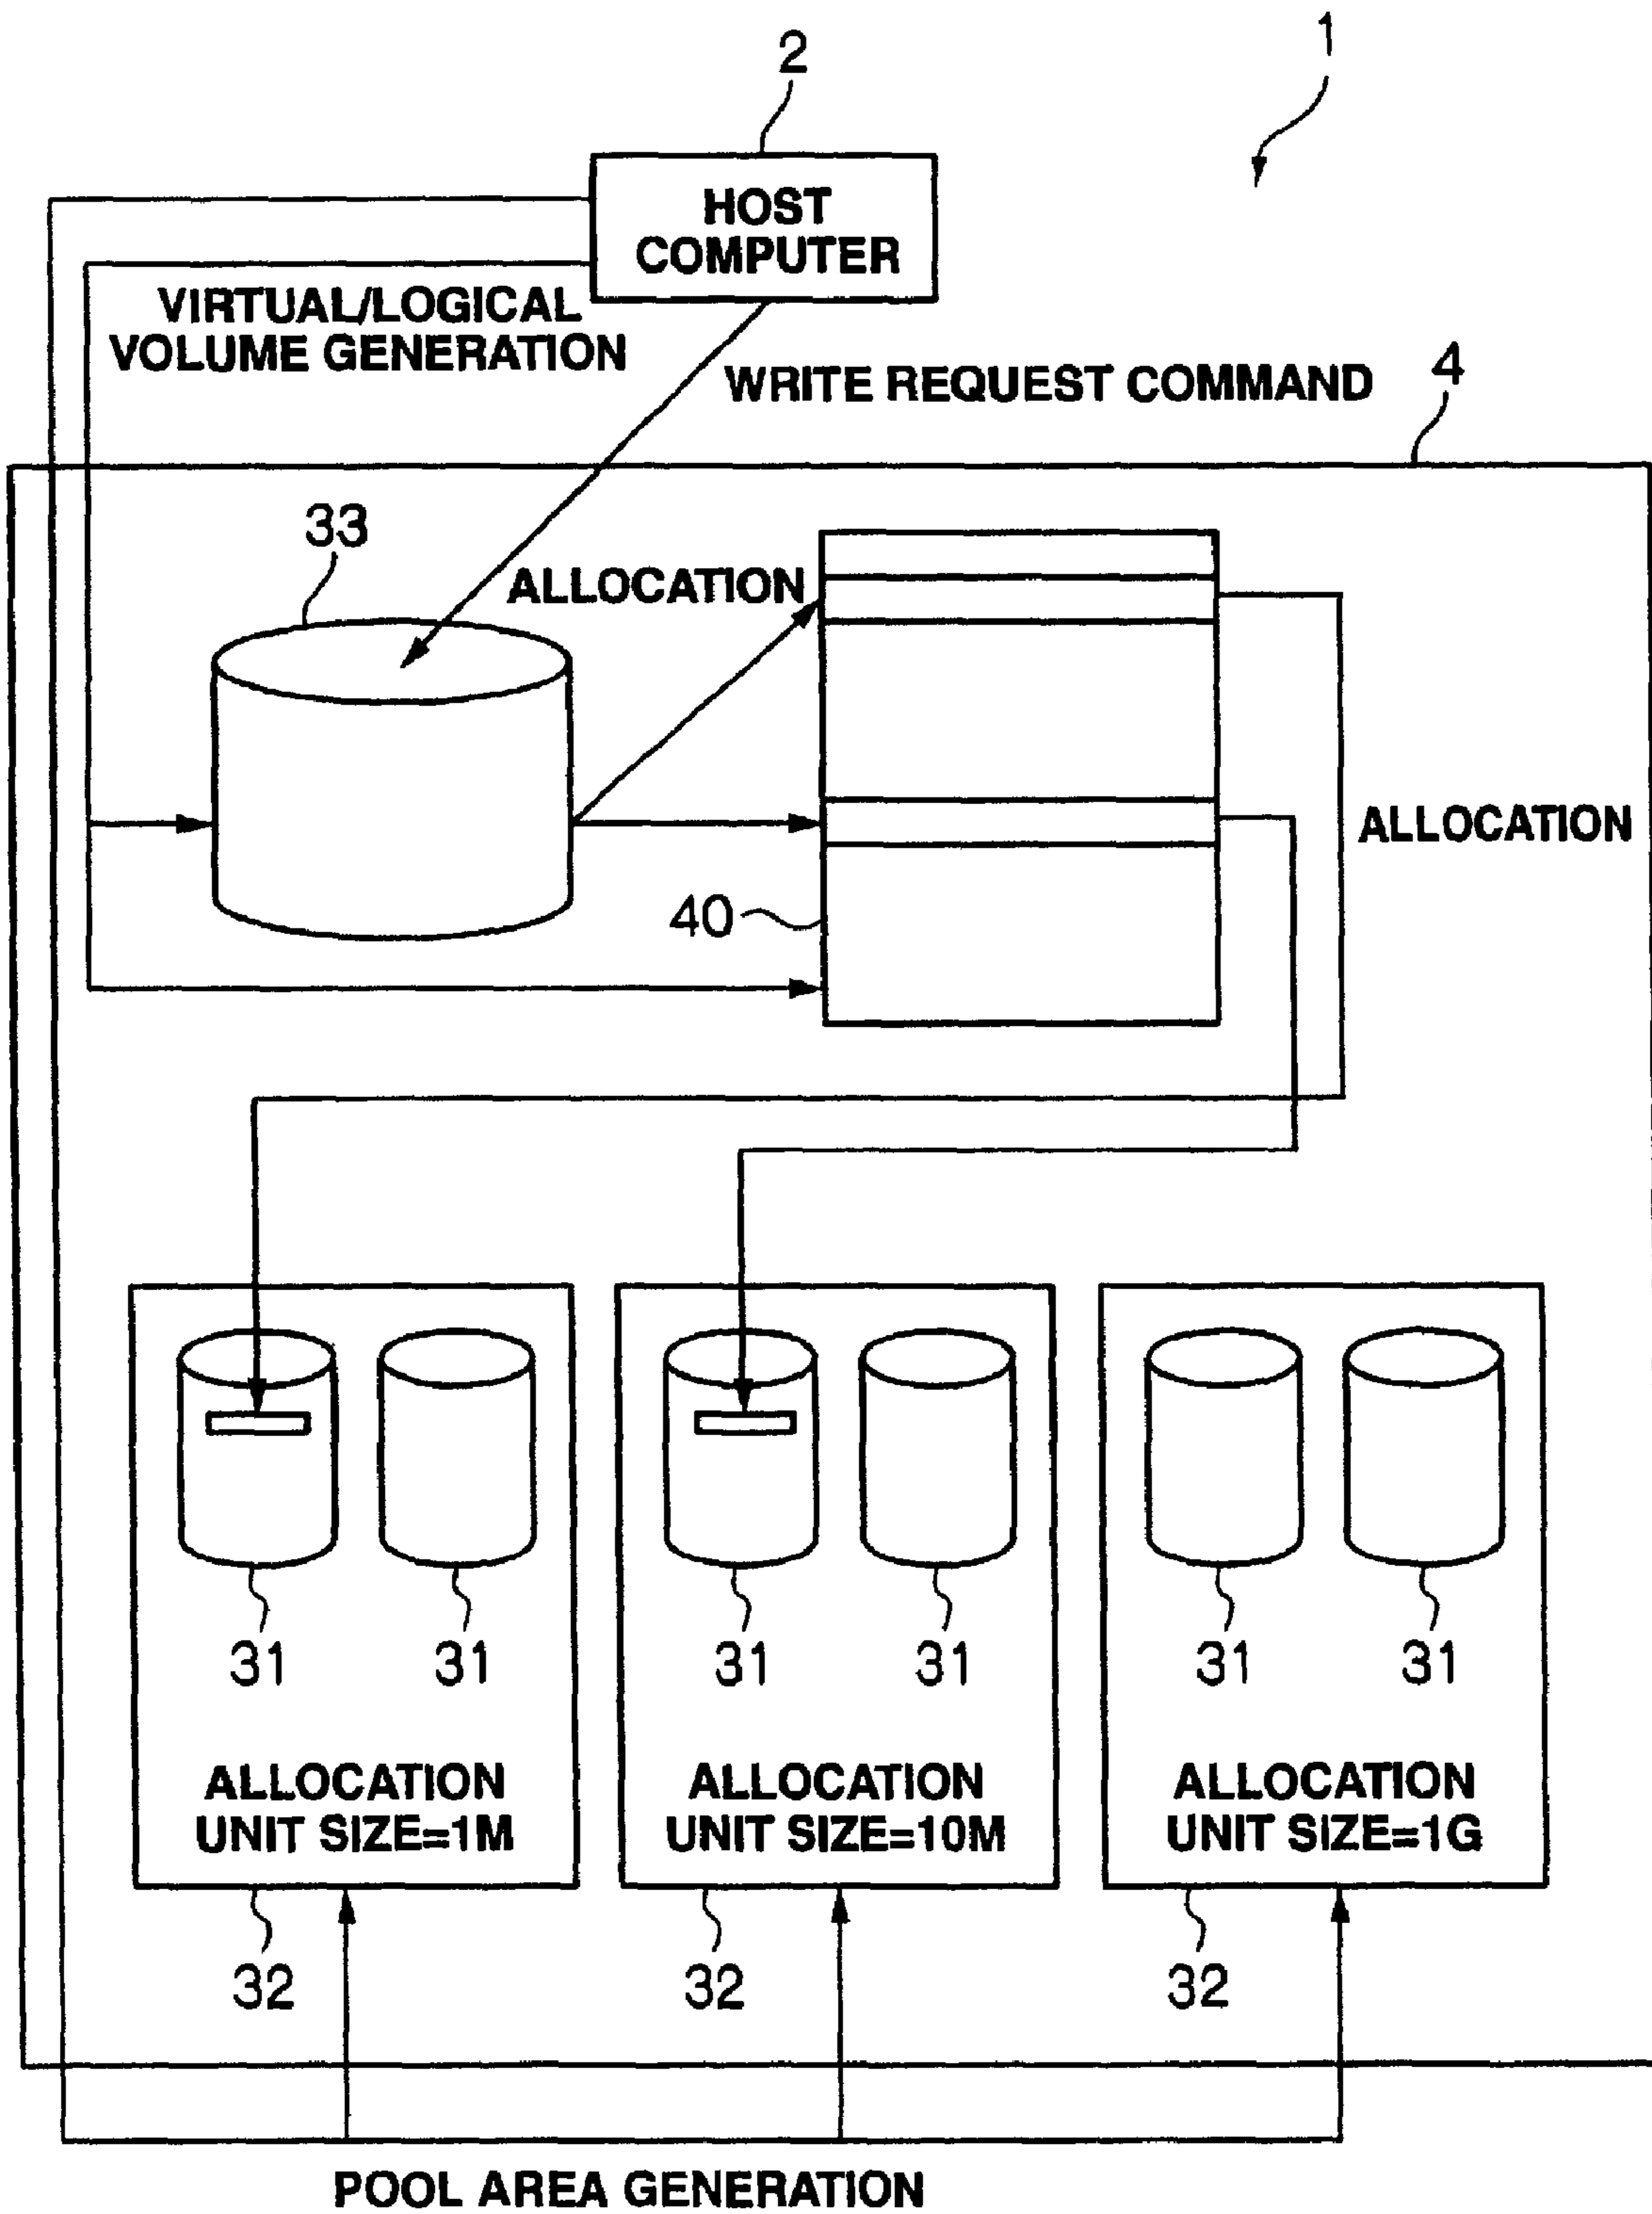 1
2
HOST
COMPUTER
VIRTUAL/LOGICAL
VOLUME GENERATION
WRITE REQUEST COMMAND
4
33
ALLOCATION
ALLOCATION
40
31 31 31 31 31 31
ALLOCATION
UNIT SIZE=1M
ALLOCATION
UNIT SIZE=10M
ALLOCATION
UNIT SIZE=1G
32 32 32
POOL AREA GENERATION